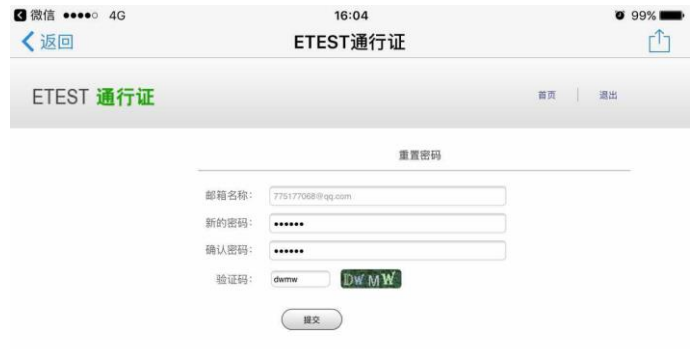 微信 4G 16:04 99%
返回 ETEST通行证
ETEST 通行证 首页 退出
重置密码
邮箱名称: 775177068@qq.com
新的密码: ••••••
确认密码: ••••••
验证码: dwmw DWMW
提交